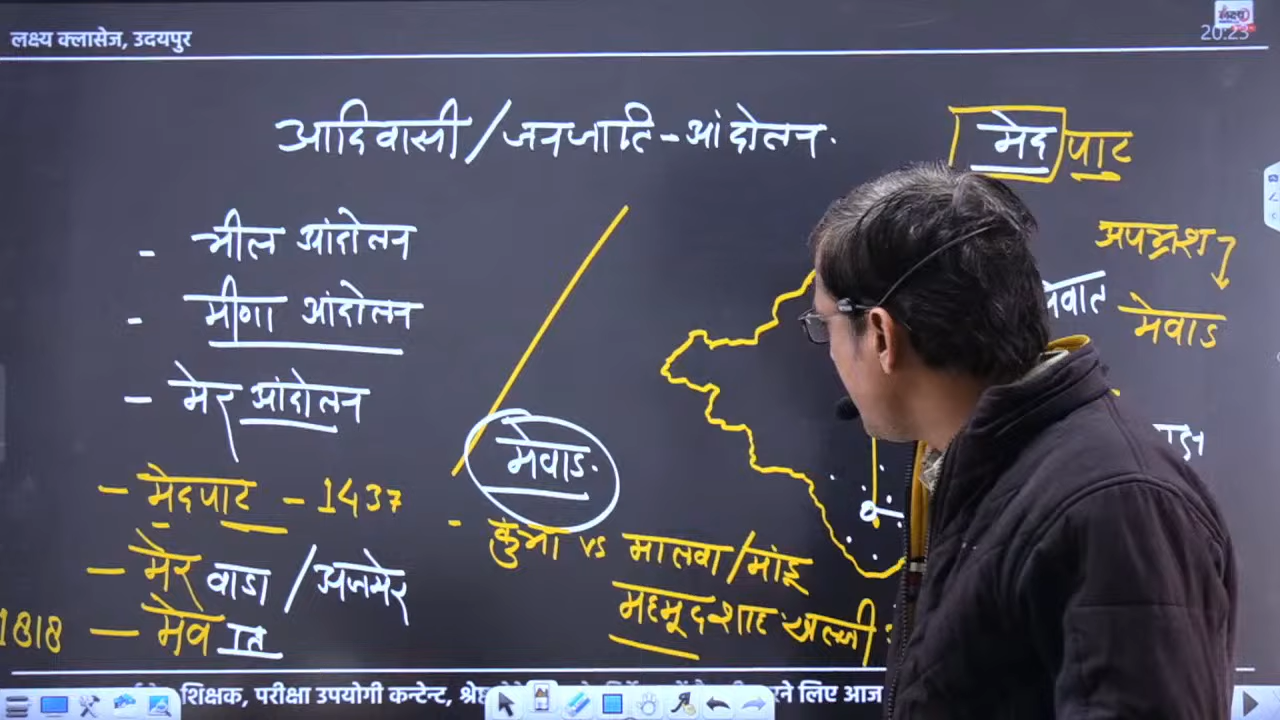 लक्ष्य क्लासेज, उदयपुर
20:23
आदिवासी/जनजाति-आंदोलन.
मेद पाट
- भील आंदोलन
अपभ्रंश
- मीणा आंदोलन
मेवाड
- मेर आंदोलन
मेवाड.
- मेदपाट - 1437
- कुंभा vs मालवा/मांडू
- मेरवाडा/अजमेर
महमूदशाह खल्जी
1818 - मेवात
शिक्षक, परीक्षा उपयोगी कन्टेन्ट,
लिए आज